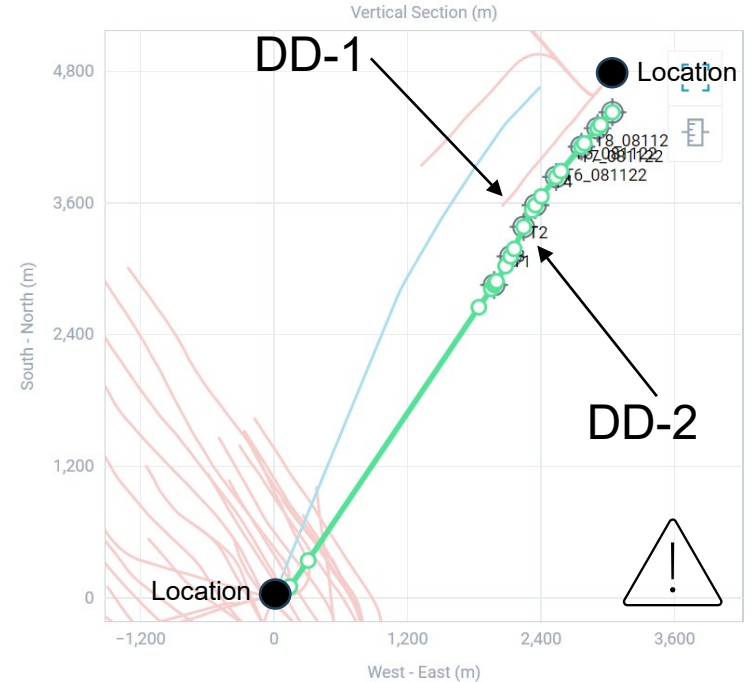 Vertical Section (m)
DD-1
4,800
Location
T8_08112
T6_081122
3,600
T2
South - North (m)
2,400
DD-2
1,200
Location
0
−1,200
0
1,200
2,400
3,600
West - East (m)